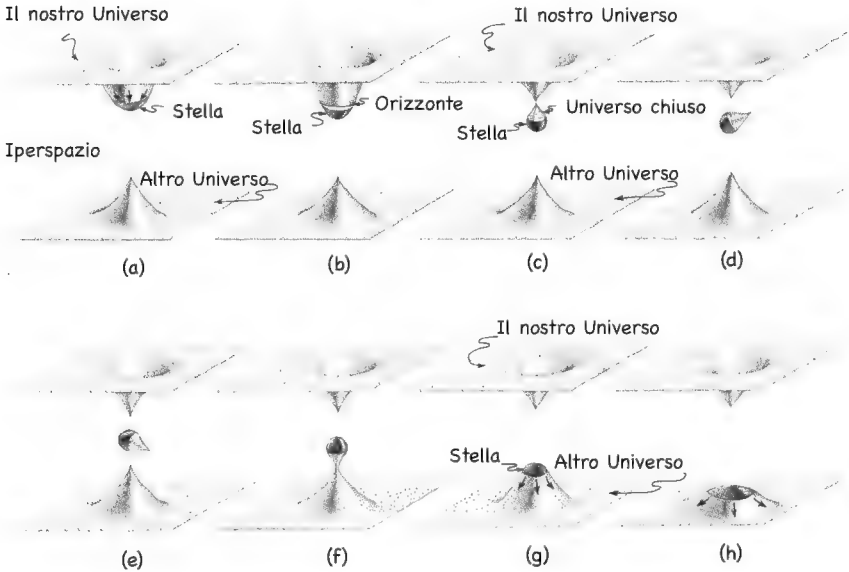 Il nostro Universo
Il nostro Universo
Stella
Stella
Orizzonte
Stella
Universo chiuso
Iperspazio
Altro Universo
Altro Universo
(a)
(b)
(c)
(d)
Il nostro Universo
Stella
Altro Universo
(e)
(f)
(g)
(h)